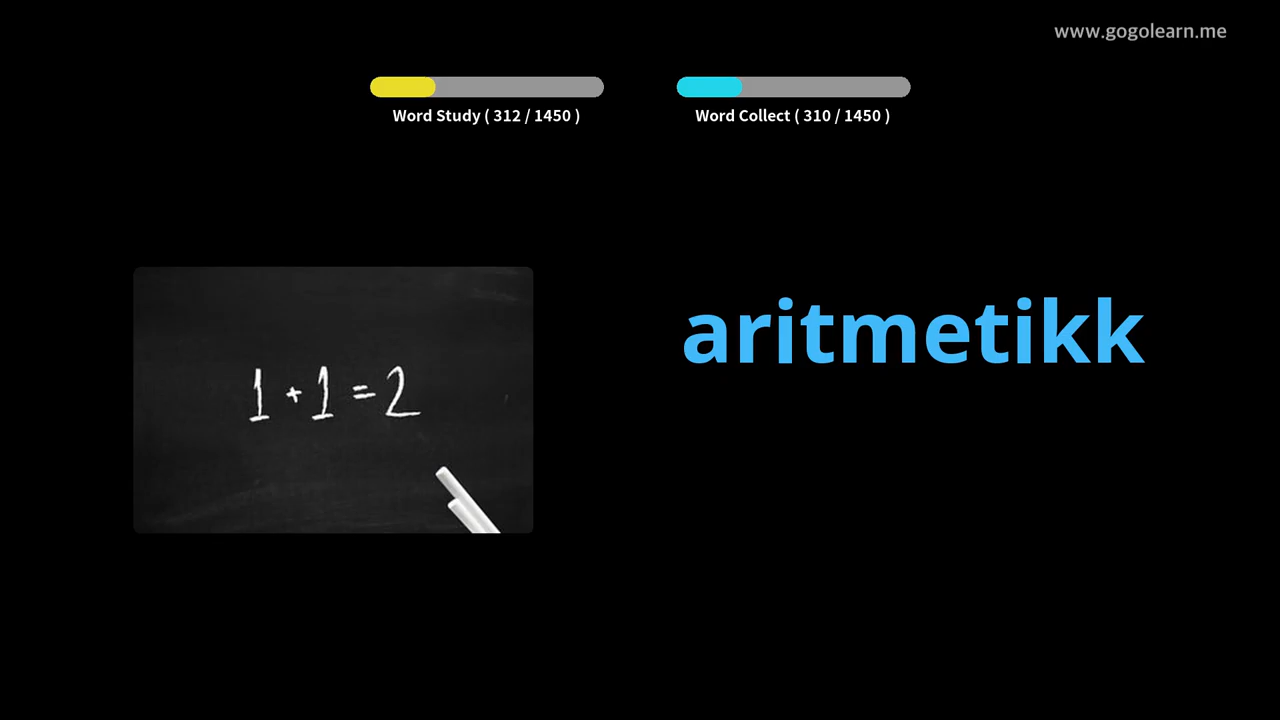 www.gogolearn.me
Word Study ( 312 / 1450 )
Word Collect ( 310 / 1450 )
aritmetikk
1 + 1 = 2